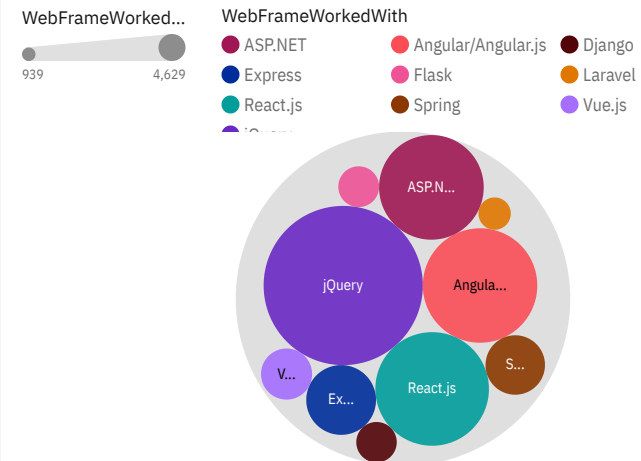 WebFrameWorked...
939 4,629
WebFrameWorkedWith
ASP.NET Angular/Angular.js Django
Express Flask Laravel
React.js Spring Vue.js
jQuery
ASP.N...
jQuery
Angula...
S...
V...
Ex...
React.js